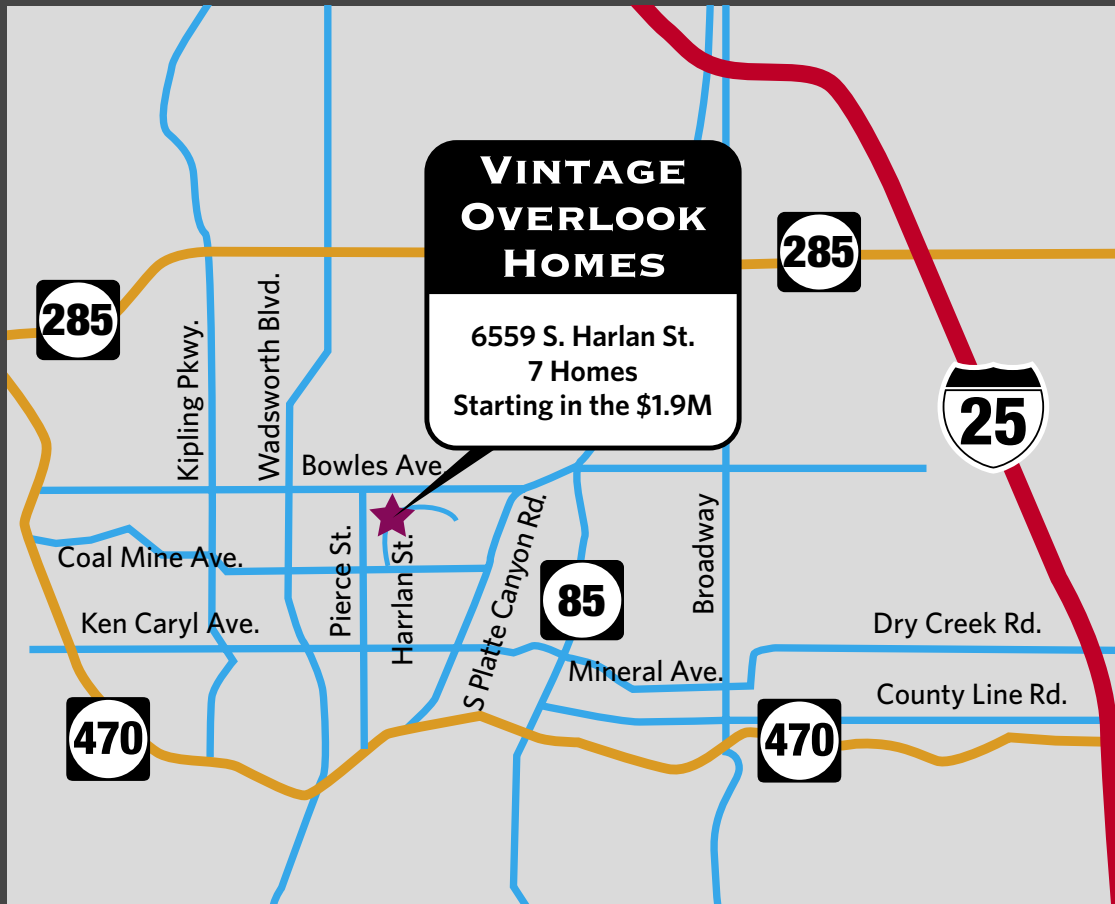 VINTAGE
OVERLOOK
HOMES
6559 S. Harlan St.
7 Homes
Starting in the $1.9M
285
285
25
Kipling Pkwy.
Wadsworth Blvd.
Bowles Ave.
Coal Mine Ave.
Pierce St.
Harrlan St.
S Platte Canyon Rd.
85
Broadway
Ken Caryl Ave.
Dry Creek Rd.
Mineral Ave.
County Line Rd.
470
470